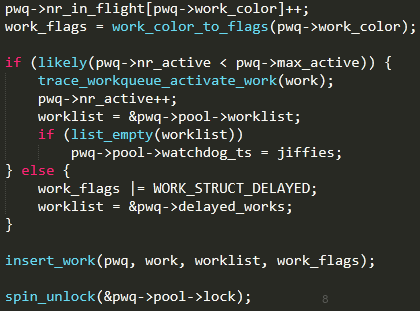 pwq->nr_in_flight[pwq->work_color]++;
work_flags = work_color_to_flags(pwq->work_color);

if (likely(pwq->nr_active < pwq->max_active)) {
    trace_workqueue_activate_work(work);
    pwq->nr_active++;
    worklist = &pwq->pool->worklist;
    if (list_empty(worklist))
        pwq->pool->watchdog_ts = jiffies;
} else {
    work_flags |= WORK_STRUCT_DELAYED;
    worklist = &pwq->delayed_works;
}

insert_work(pwq, work, worklist, work_flags);

spin_unlock(&pwq->pool->lock);
8